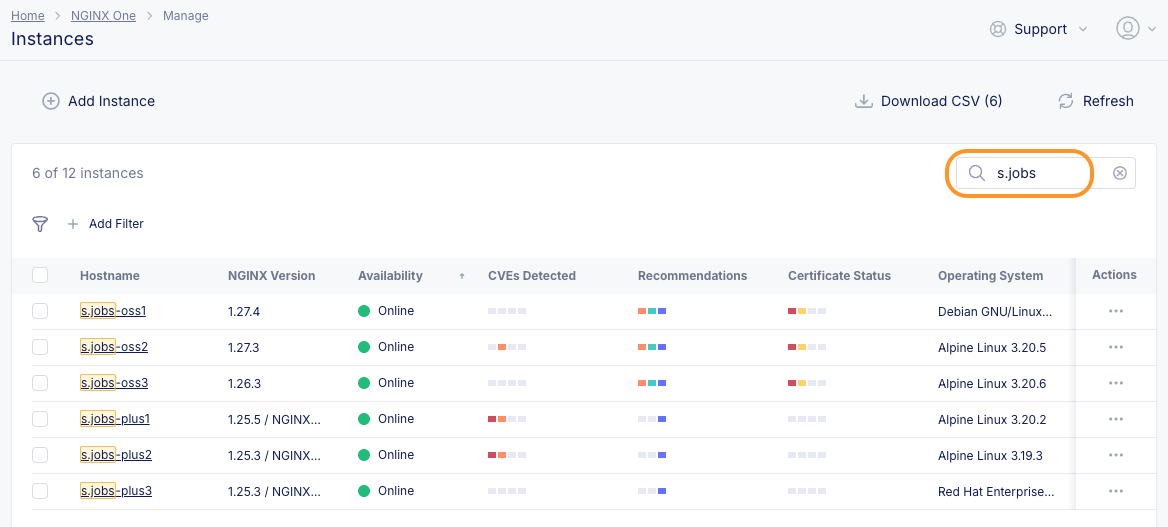 Home > NGINX One > Manage
Instances
Support
Add Instance
Download CSV (6)
Refresh
6 of 12 instances
s.jobs
Add Filter
Hostname NGINX Version Availability ↑ CVEs Detected Recommendations Certificate Status Operating System Actions
s.jobs-oss1 1.27.4 Online Debian GNU/Linux... ...
s.jobs-oss2 1.27.3 Online Alpine Linux 3.20.5 ...
s.jobs-oss3 1.26.3 Online Alpine Linux 3.20.6 ...
s.jobs-plus1 1.25.5 / NGINX... Online Alpine Linux 3.20.2 ...
s.jobs-plus2 1.25.3 / NGINX... Online Alpine Linux 3.19.3 ...
s.jobs-plus3 1.25.3 / NGINX... Online Red Hat Enterprise... ...